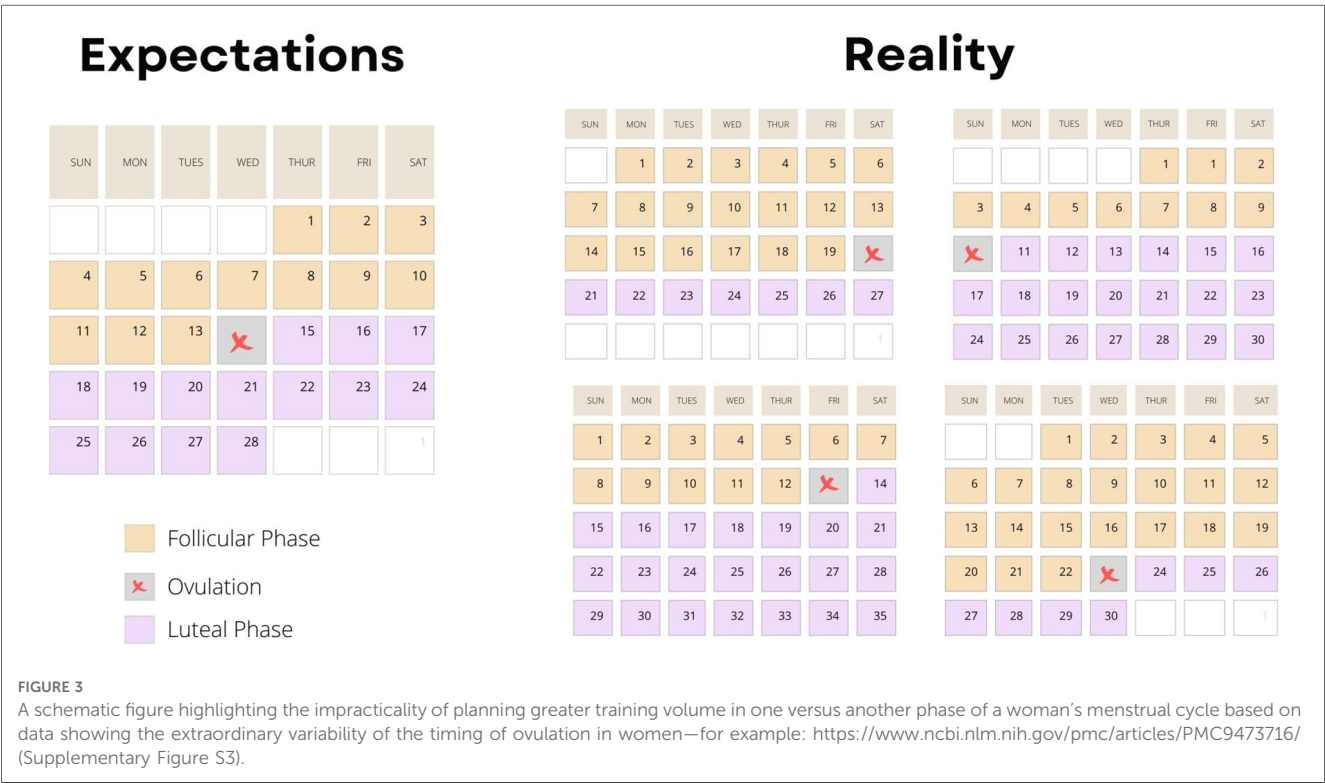 Expectations
SUN MON TUES WED THUR FRI SAT
1 2 3
4 5 6 7 8 9 10
11 12 13 15 16 17
18 19 20 21 22 23 24
25 26 27 28 1
Follicular Phase
Ovulation
Luteal Phase
Reality
SUN MON TUES WED THUR FRI SAT
1 2 3 4 5 6
7 8 9 10 11 12 13
14 15 16 17 18 19
21 22 23 24 25 26 27
1
SUN MON TUES WED THUR FRI SAT
1 1 2
3 4 5 6 7 8 9
11 12 13 14 15 16
17 18 19 20 21 22 23
24 25 26 27 28 29 30
SUN MON TUES WED THUR FRI SAT
1 2 3 4 5 6 7
8 9 10 11 12 14
15 16 17 18 19 20 21
22 23 24 25 26 27 28
29 30 31 32 33 34 35
SUN MON TUES WED THUR FRI SAT
1 2 3 4 5
6 7 8 9 10 11 12
13 14 15 16 17 18 19
20 21 22 24 25 26
27 28 29 30 1
FIGURE 3
A schematic figure highlighting the impracticality of planning greater training volume in one versus another phase of a woman's menstrual cycle based on
data showing the extraordinary variability of the timing of ovulation in women—for example: https://www.ncbi.nlm.nih.gov/pmc/articles/PMC9473716/
(Supplementary Figure S3).